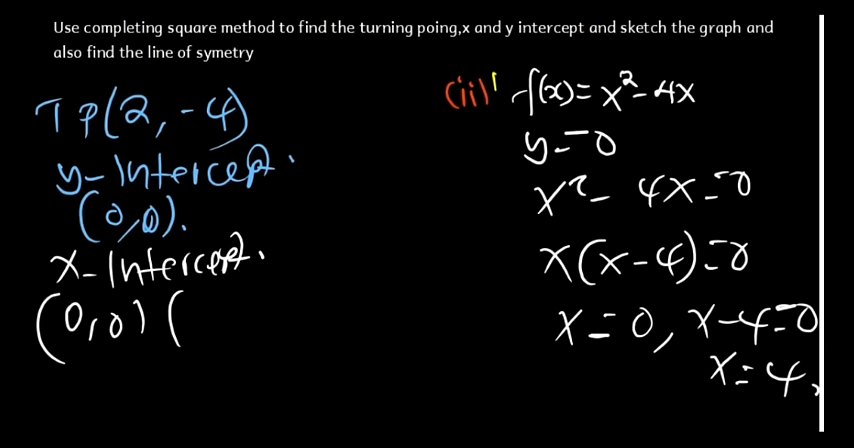 Use completing square method to find the turning poing,x and y intercept and sketch the graph and
also find the line of symetry
TP(2, -4)
y-Intercept.
(0,0).
x-Intercept.
(0,0) (
(ii) f(x)= x² - 4x
y=0
x² - 4x=0
x(x-4)=0
x=0, x-4=0
x=4,